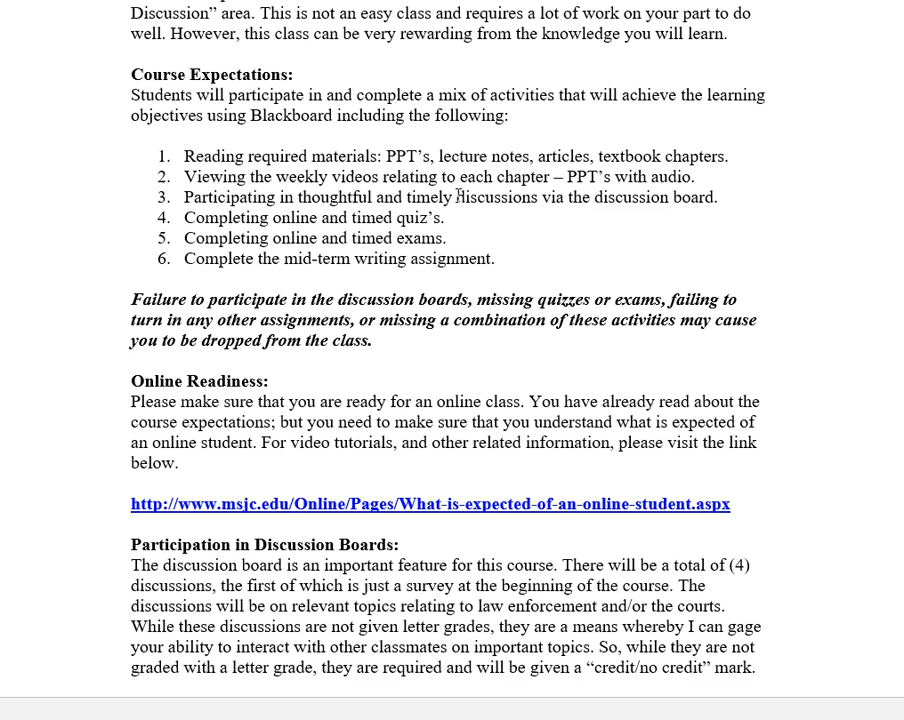 Discussion” area. This is not an easy class and requires a lot of work on your part to do
well. However, this class can be very rewarding from the knowledge you will learn.
Course Expectations:
Students will participate in and complete a mix of activities that will achieve the learning
objectives using Blackboard including the following:
1. Reading required materials: PPT’s, lecture notes, articles, textbook chapters.
2. Viewing the weekly videos relating to each chapter – PPT’s with audio.
3. Participating in thoughtful and timely discussions via the discussion board.
4. Completing online and timed quiz’s.
5. Completing online and timed exams.
6. Complete the mid-term writing assignment.
Failure to participate in the discussion boards, missing quizzes or exams, failing to
turn in any other assignments, or missing a combination of these activities may cause
you to be dropped from the class.
Online Readiness:
Please make sure that you are ready for an online class. You have already read about the
course expectations; but you need to make sure that you understand what is expected of
an online student. For video tutorials, and other related information, please visit the link
below.
http://www.msjc.edu/Online/Pages/What-is-expected-of-an-online-student.aspx
Participation in Discussion Boards:
The discussion board is an important feature for this course. There will be a total of (4)
discussions, the first of which is just a survey at the beginning of the course. The
discussions will be on relevant topics relating to law enforcement and/or the courts.
While these discussions are not given letter grades, they are a means whereby I can gage
your ability to interact with other classmates on important topics. So, while they are not
graded with a letter grade, they are required and will be given a “credit/no credit” mark.